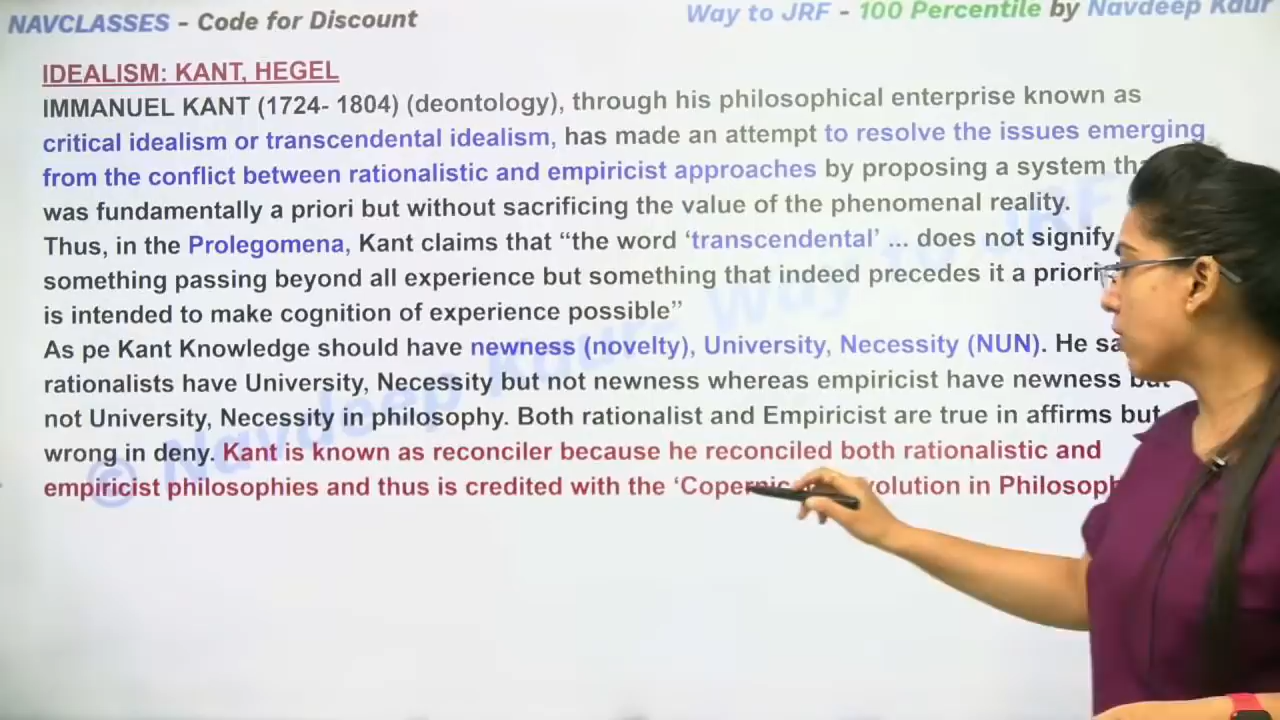 NAVCLASSES - Code for Discount
Way to JRF - 100 Percentile by Navdeep Kaur
IDEALISM: KANT, HEGEL
IMMANUEL KANT (1724- 1804) (deontology), through his philosophical enterprise known as
critical idealism or transcendental idealism, has made an attempt to resolve the issues emerging
from the conflict between rationalistic and empiricist approaches by proposing a system
was fundamentally a priori but without sacrificing the value of the phenomenal reality.
Thus, in the Prolegomena, Kant claims that “the word ‘transcendental’ ... does not signify
something passing beyond all experience but something that indeed precedes it a priori
is intended to make cognition of experience possible”
As pe Kant Knowledge should have newness (novelty), University, Necessity (NUN). He
rationalists have University, Necessity but not newness whereas empiricist have newness but
not University, Necessity in philosophy. Both rationalist and Empiricist are true in affirms but
wrong in deny. Kant is known as reconciler because he reconciled both rationalistic and
empiricist philosophies and thus is credited with the in
© Navdeep Kaur- Way to JRF